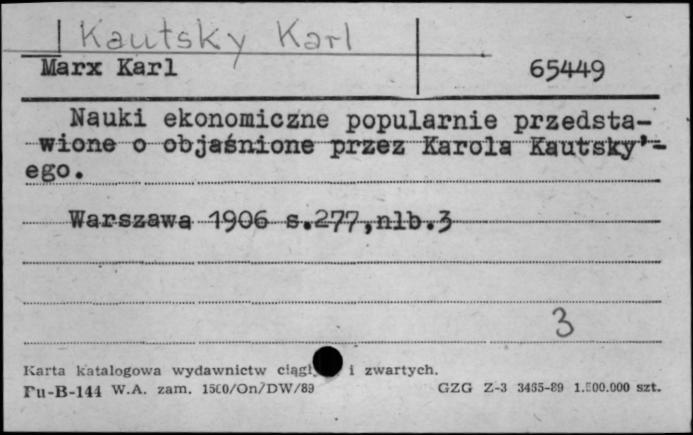 Kautsky Karl
Marx Karl 65449
Nauki ekonomiczne popularnie przedsta-
wione o objaśnione przez Karola Kautsky'-
ego.
Warszawa 1906 s.277,nlb.3
3
Karta katalogowa wydawnictw i zwartych.
Pu-B-144 W.A. zam. 1500/On/DW/89 GZG Z-3 3465-89 1.500.000 szt.